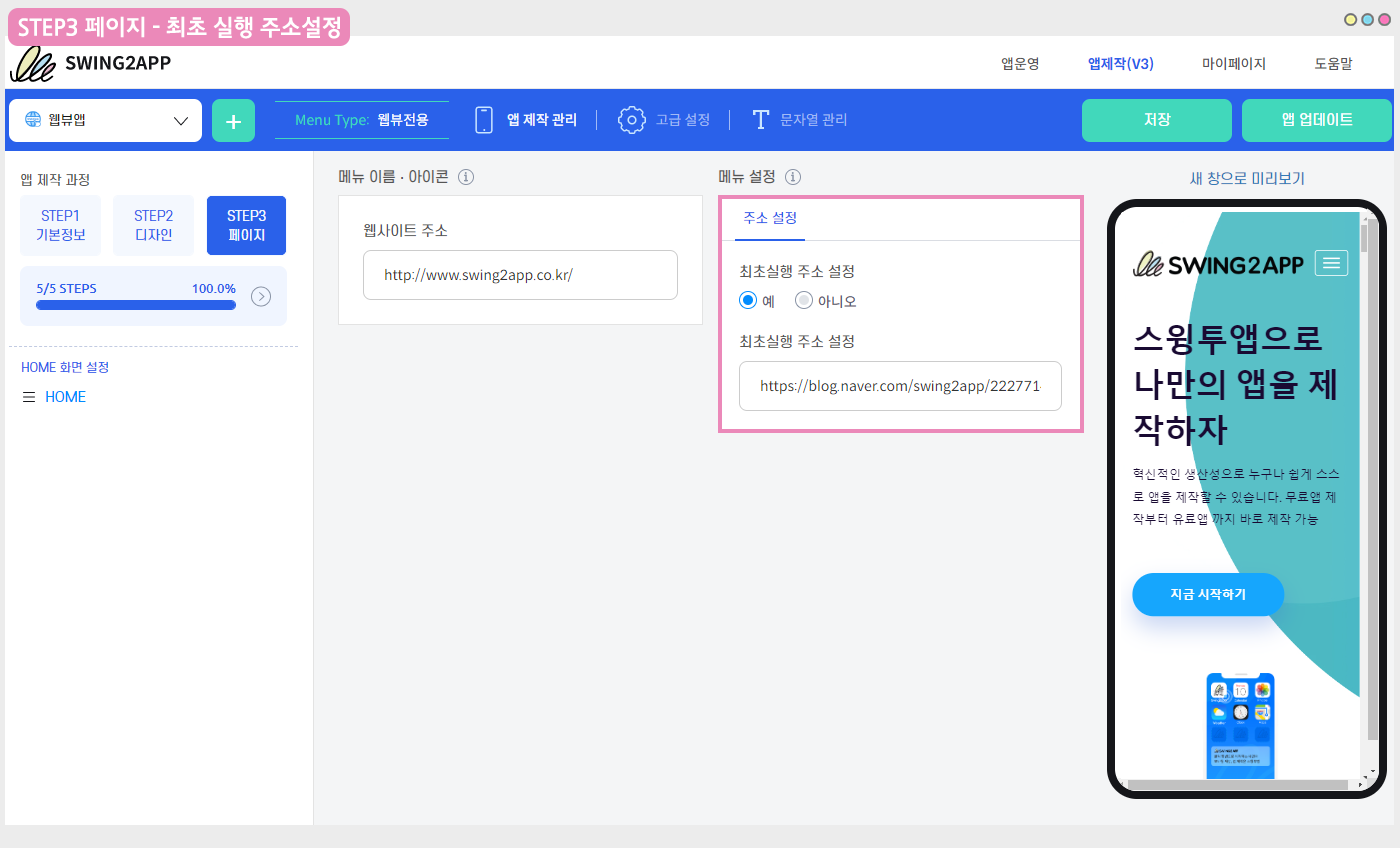 STEP3 페이지 - 최초 실행 주소설정
SWING2APP
앱운영
앱제작(V3)
마이페이지
도움말
웹뷰앱
+
Menu Type: 웹뷰전용
앱 제작 관리
고급 설정
문자열 관리
저장
앱 업데이트
앱 제작 과정
STEP1
기본정보
STEP2
디자인
STEP3
페이지
5/5 STEPS
100.0%
HOME 화면 설정
HOME
메뉴 이름 · 아이콘
웹사이트 주소
http://www.swing2app.co.kr/
메뉴 설정
주소 설정
최초실행 주소 설정
예
아니오
최초실행 주소 설정
https://blog.naver.com/swing2app/222771
새 창으로 미리보기
SWING2APP
스윙투앱으로
나만의 앱을 제
작하자
혁신적인 생산성으로 누구나 쉽게 스스
로 앱을 제작할 수 있습니다. 무료앱 제
작부터 유료앱 까지 바로 제작 가능
지금 시작하기
10